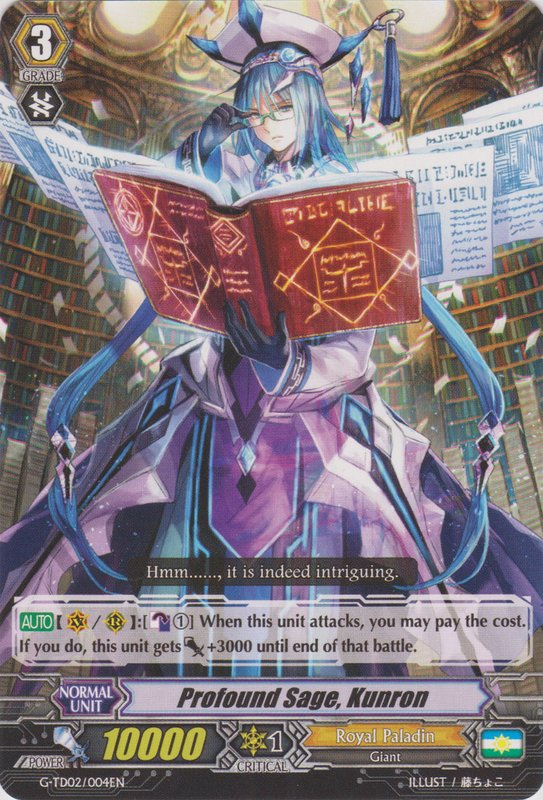 3
GRADE
Hmm......, it is indeed intriguing.
AUTO【 V / R 】:[ ①] When this unit attacks, you may pay the cost.
If you do, this unit gets +3000 until end of that battle.
NORMAL
UNIT
Profound Sage, Kunron
POWER
10000
1
CRITICAL
Royal Paladin
Giant
G-TD02/004EN
ILLUST / 藤ちょこ